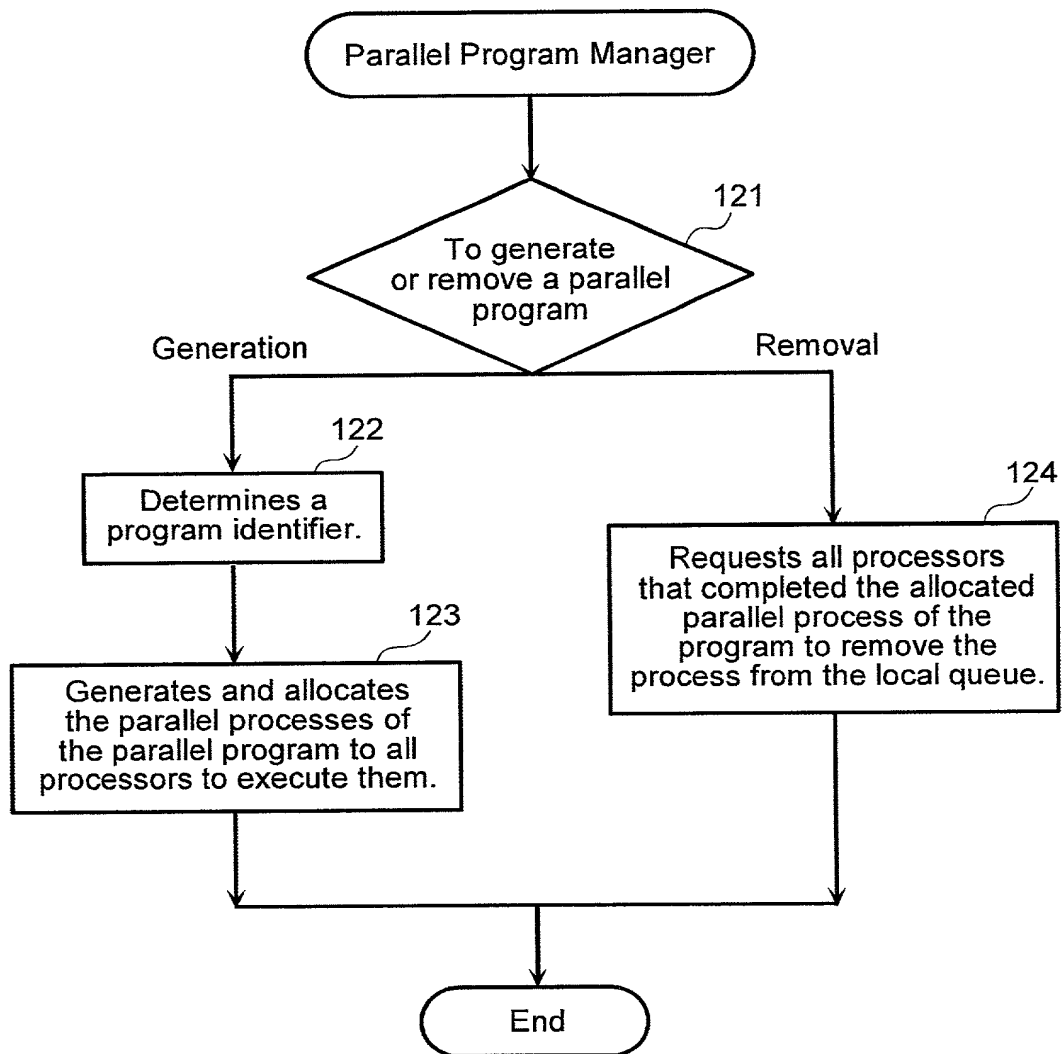 Parallel Program Manager
121
To generate
or remove a parallel
program
Generation
Removal
122
Determines a
program identifier.
124
Requests all processors
that completed the allocated
parallel process of the
program to remove the
process from the local queue.
123
Generates and allocates
the parallel processes of
the parallel program to all
processors to execute them.
End